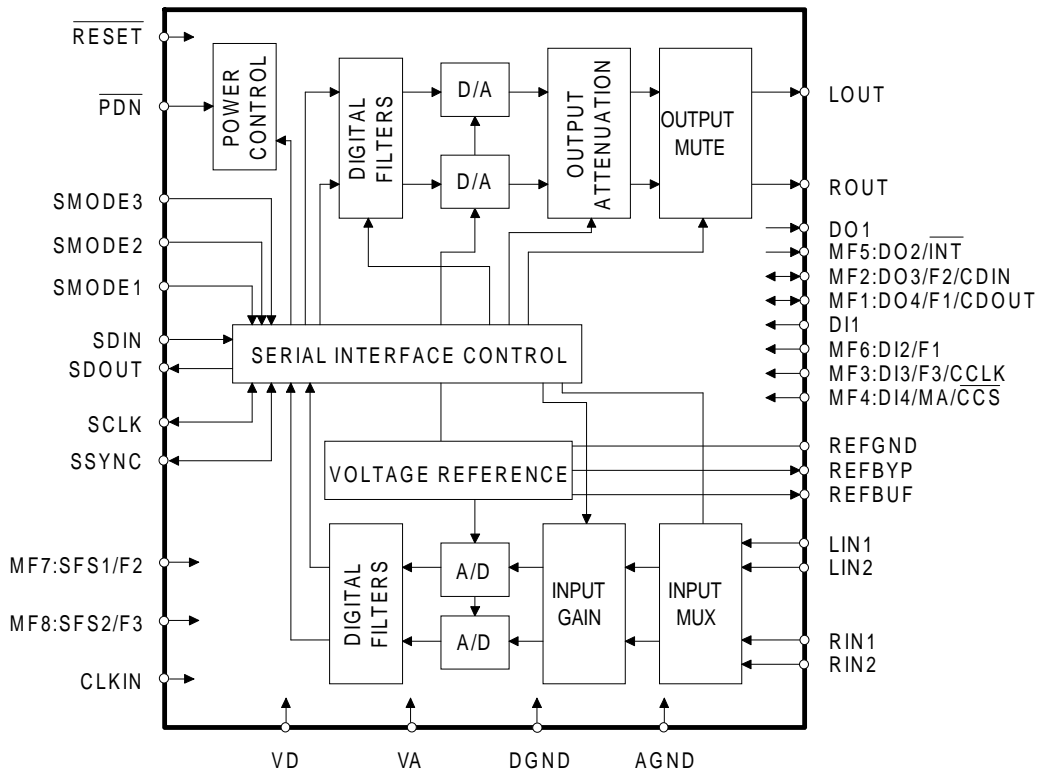 RESET
PDN
SMODE3
SMODE2
SMODE1
SDIN
SDOUT
SCLK
SSYNC
MF7:SFS1/F2
MF8:SFS2/F3
CLKIN
POWER
CONTROL
DIGITAL
FILTERS
D/A
D/A
OUTPUT
ATTENUATION
OUTPUT
MUTE
SERIAL INTERFACE CONTROL
VOLTAGE REFERENCE
DIGITAL
FILTERS
A/D
A/D
INPUT
GAIN
INPUT
MUX
LOUT
ROUT
DO1
MF5:DO2/INT
MF2:DO3/F2/CDIN
MF1:DO4/F1/CDOUT
DI1
MF6:DI2/F1
MF3:DI3/F3/CCLK
MF4:DI4/MA/CCS
REFGND
REFBYP
REFBUF
LIN1
LIN2
RIN1
RIN2
VD
VA
DGND
AGND